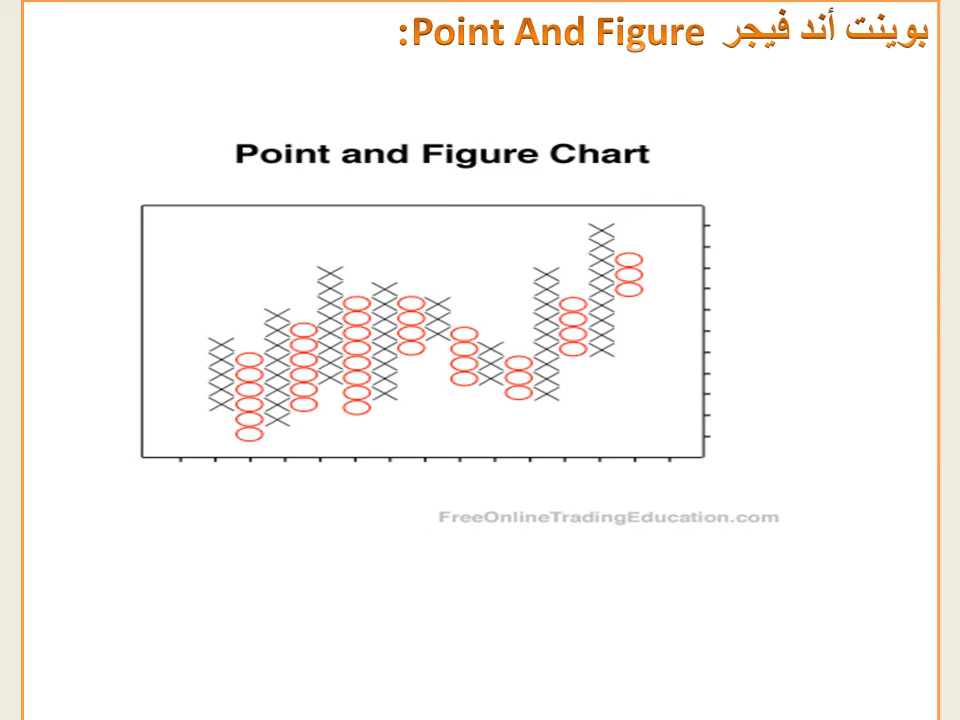 بوينت أند فيجر Point And Figure:
Point and Figure Chart
FreeOnlineTradingEducation.com